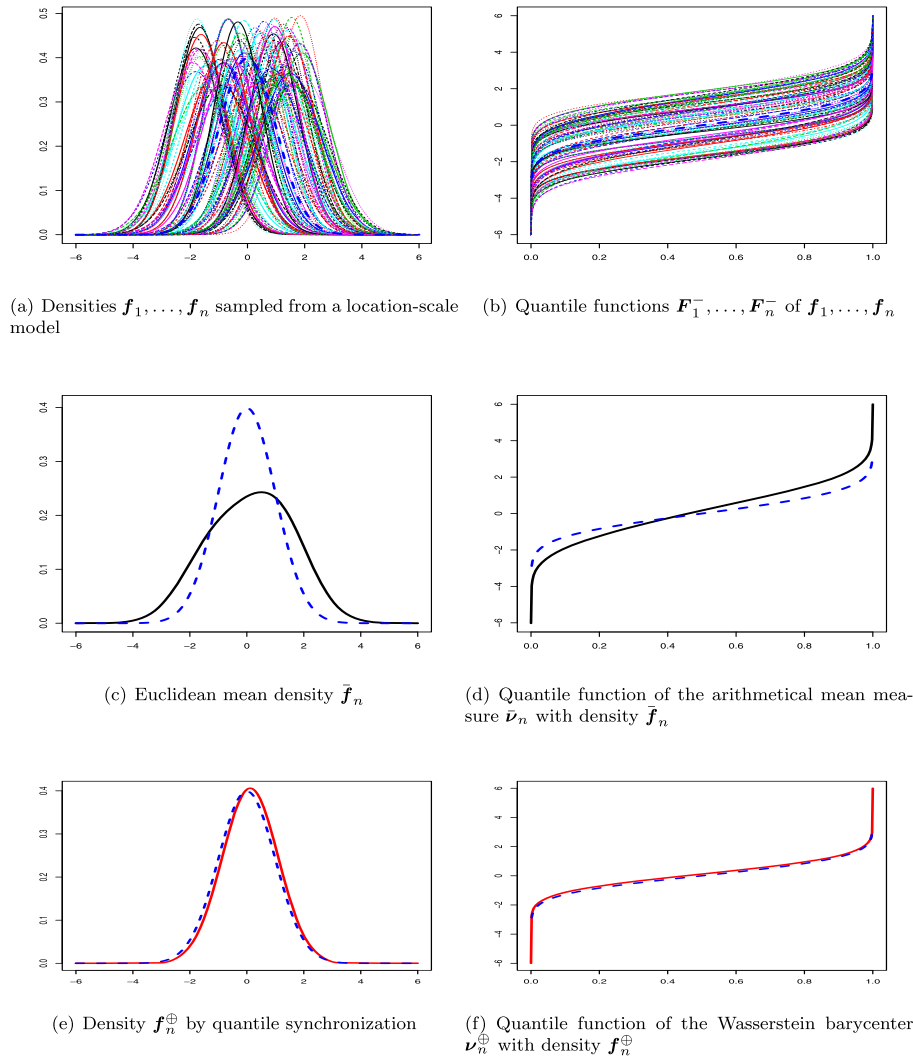 0.0 0.1 0.2 0.3 0.4 0.5
−6 −4 −2 0 2 4 6
−6 −4 −2 0 2 4 6
0.0 0.2 0.4 0.6 0.8 1.0
(a) Densities f₁, . . . , fₙ sampled from a location-scale
model
(b) Quantile functions F₁⁻, . . . , Fₙ⁻ of f₁, . . . , fₙ
0.0 0.1 0.2 0.3 0.4
−6 −4 −2 0 2 4 6
−6 −4 −2 0 2 4 6
0.0 0.2 0.4 0.6 0.8 1.0
(c) Euclidean mean density f̄ₙ
(d) Quantile function of the arithmetical mean mea-
sure ν̄ₙ with density f̄ₙ
0.0 0.1 0.2 0.3 0.4
−6 −4 −2 0 2 4 6
−6 −4 −2 0 2 4 6
0.0 0.2 0.4 0.6 0.8 1.0
(e) Density fₙ^⊕ by quantile synchronization
(f) Quantile function of the Wasserstein barycenter
νₙ^⊕ with density fₙ^⊕